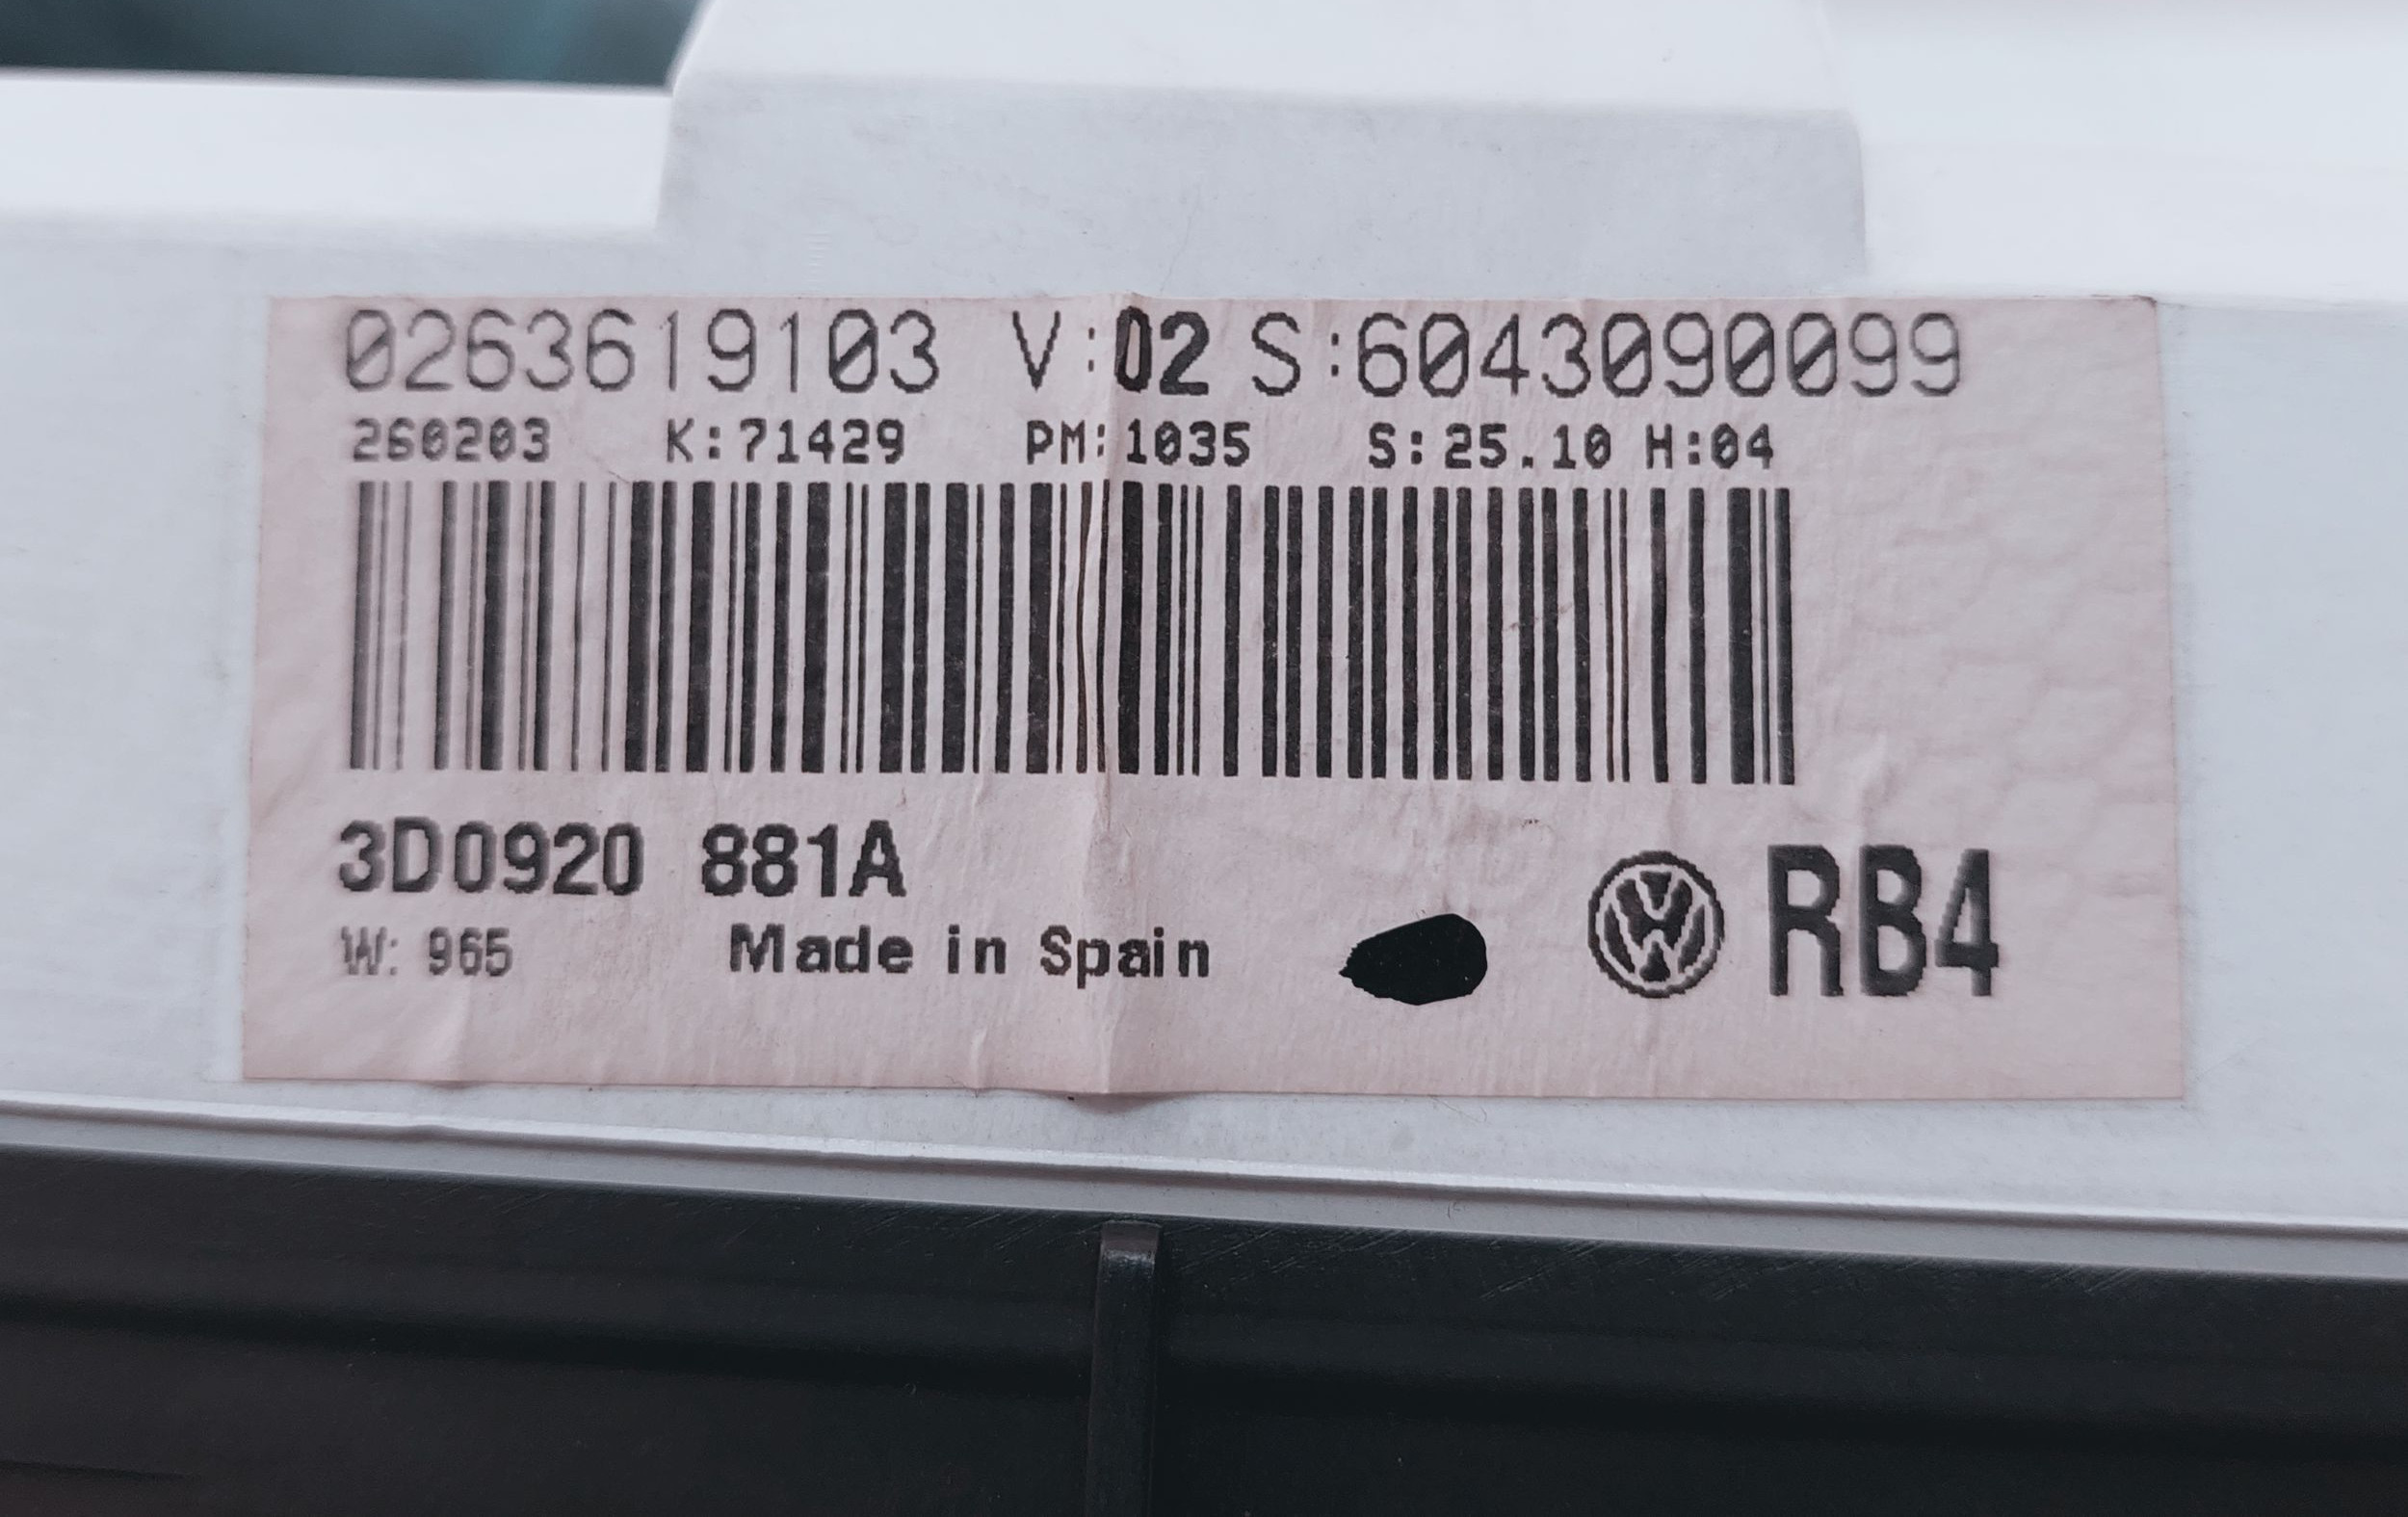 0263619103 V:02 S:6043090099
260203 K:71429 PM:1035 S:25.10 H:04
3D0920 881A
W: 965 Made in Spain RB4